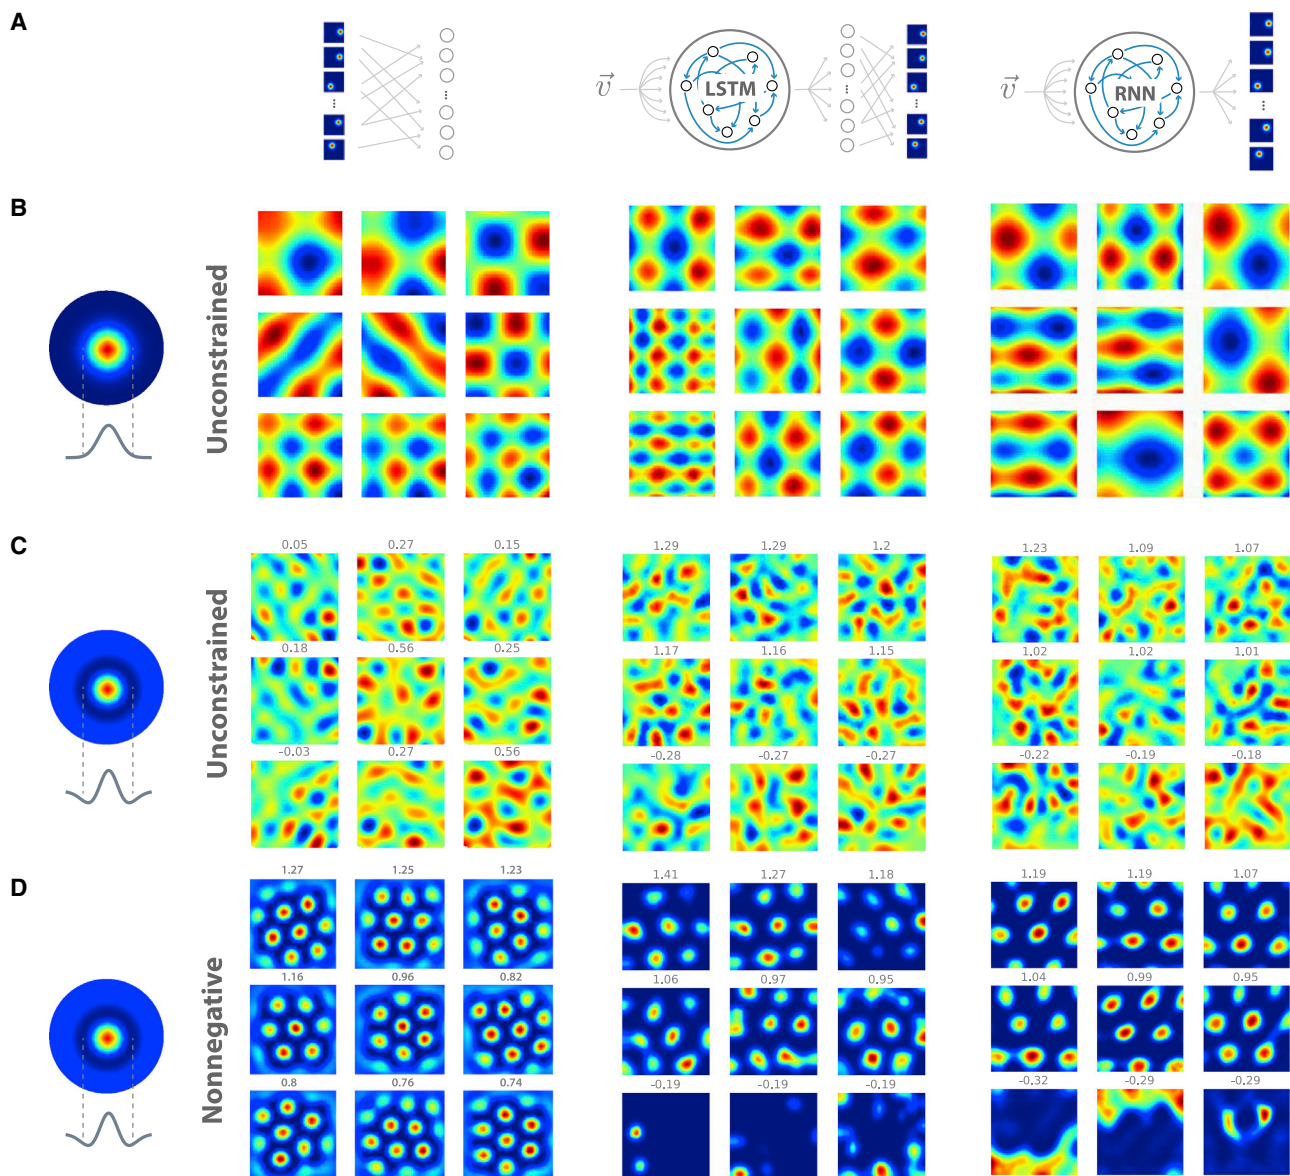 A
v⃗
LSTM
v⃗
RNN
B
Unconstrained
C
Unconstrained
0.05 0.27 0.15 1.29 1.29 1.2 1.23 1.09 1.07
0.18 0.56 0.25 1.17 1.16 1.15 1.02 1.02 1.01
-0.03 0.27 0.56 -0.28 -0.27 -0.27 -0.22 -0.19 -0.18
D
Nonnegative
1.27 1.25 1.23 1.41 1.27 1.18 1.19 1.19 1.07
1.16 0.96 0.82 1.06 0.97 0.95 1.04 0.99 0.95
0.8 0.76 0.74 -0.19 -0.19 -0.19 -0.32 -0.29 -0.29